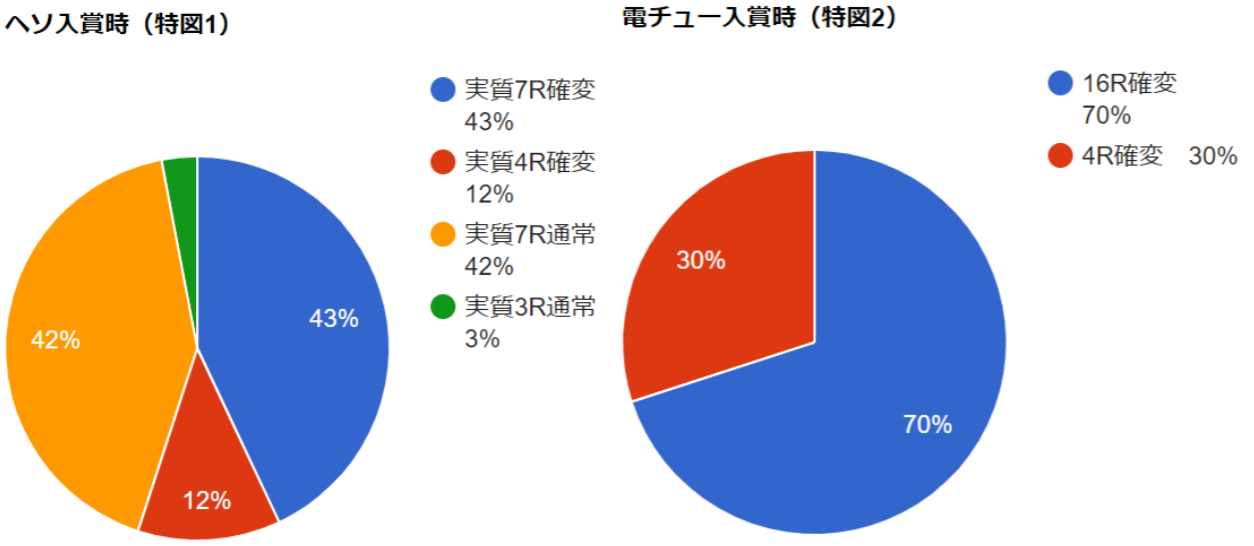 ヘソ入賞時（特図1）
実質7R確変
43%
実質4R確変
12%
実質7R通常
42%
実質3R通常
3%
43%
42%
12%
電チュー入賞時（特図2）
16R確変
70%
4R確変 30%
30%
70%